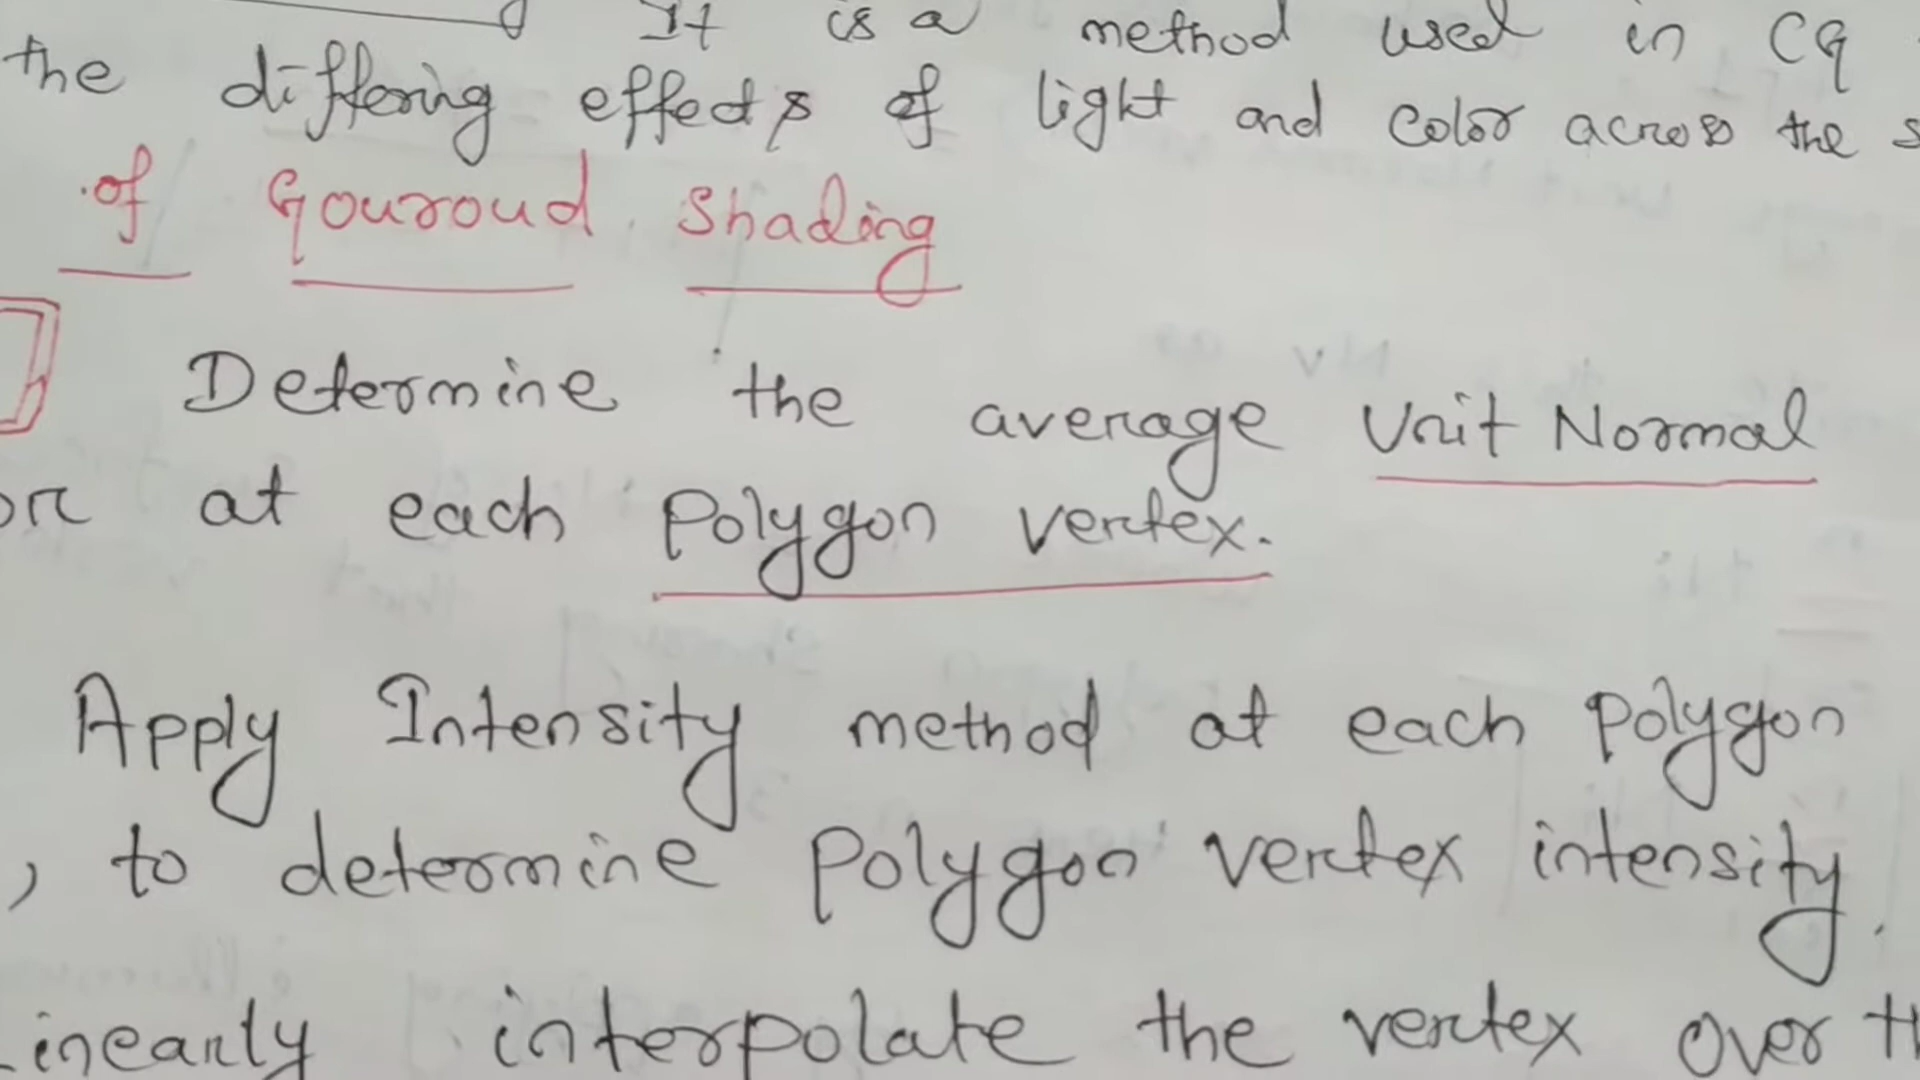 It is a method used in CG
the differing effects of light and color across the
of Gouroud Shading
Determine the average Unit Normal
at each Polygon vertex.
Apply Intensity method at each polygon
, to determine polygon vertex intensity.
interpolate the vertex over